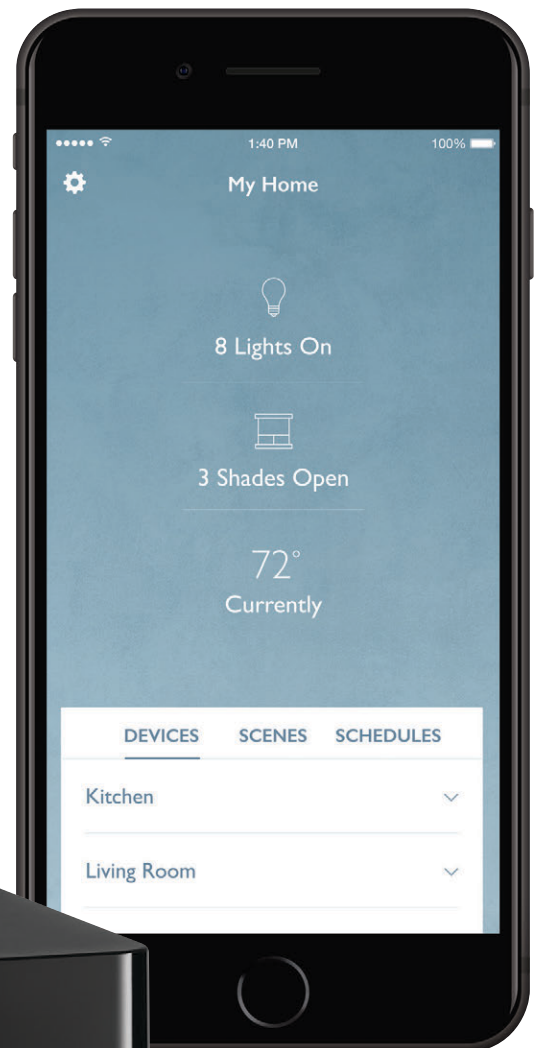 1:40 PM
100%
My Home
8 Lights On
3 Shades Open
72°
Currently
DEVICES SCENES SCHEDULES
Kitchen
Living Room